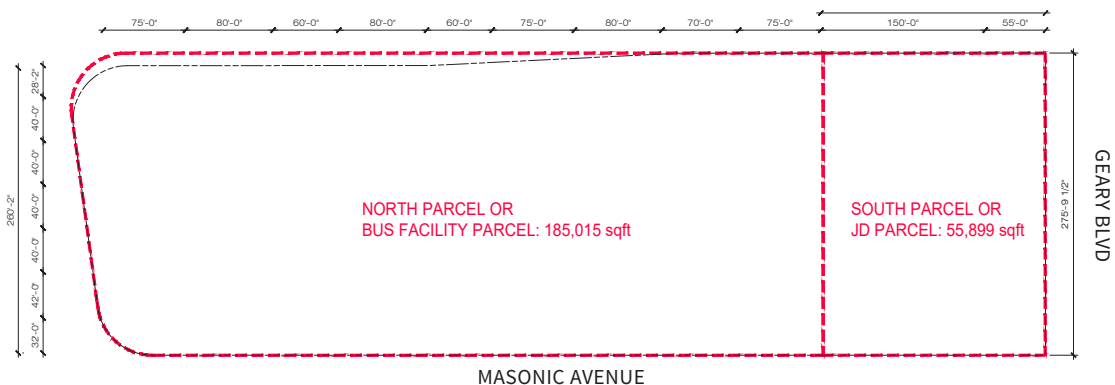 75'-0" 80'-0" 60'-0" 80'-0" 60'-0" 75'-0" 80'-0" 70'-0" 75'-0" 150'-0" 55'-0"
28'-2"
40'-0"
40'-0"
40'-0"
40'-0"
42'-0"
32'-0"
260'-2"
NORTH PARCEL OR
BUS FACILITY PARCEL: 185,015 sqft
SOUTH PARCEL OR
JD PARCEL: 55,899 sqft
275'-9 1/2"
GEARY BLVD
MASONIC AVENUE